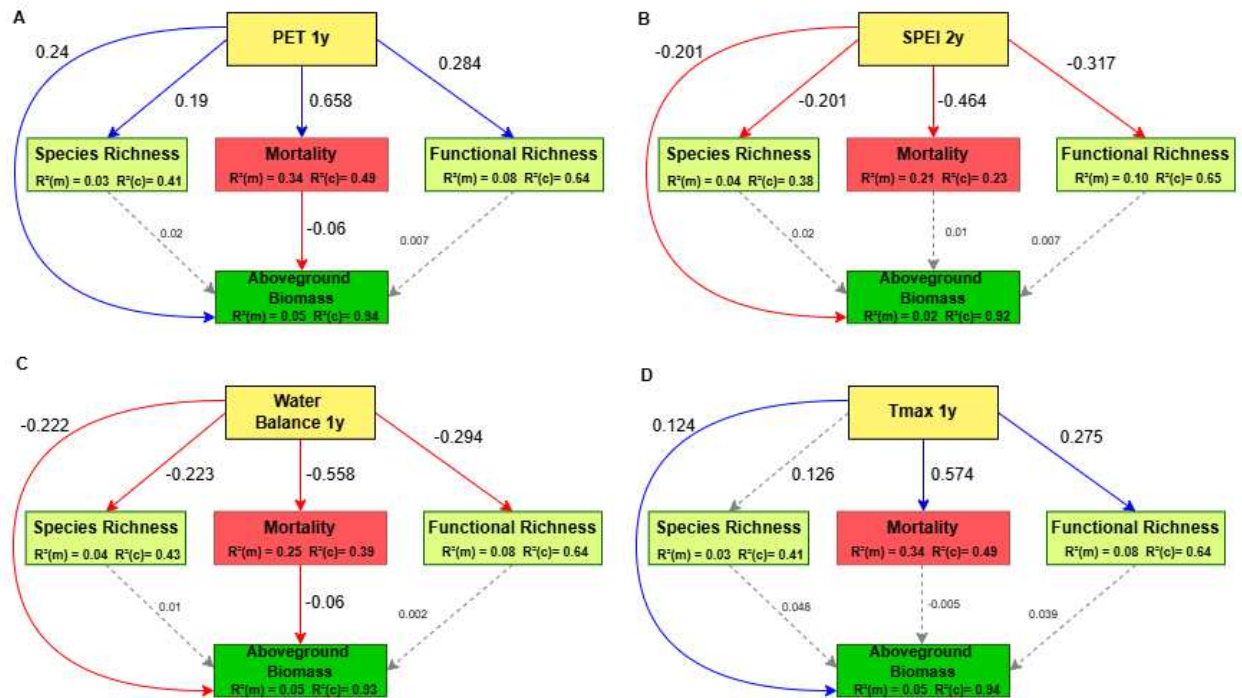 A
PET 1y
0.24
0.19
0.658
0.284
Species Richness
R²(m) = 0.03 R²(c)= 0.41
Mortality
R²(m) = 0.34 R²(c)= 0.49
Functional Richness
R²(m) = 0.08 R²(c)= 0.64
0.02
-0.06
0.007
Aboveground
Biomass
R²(m) = 0.05 R²(c)= 0.94
B
SPEI 2y
-0.201
-0.201
-0.464
-0.317
Species Richness
R²(m) = 0.04 R²(c)= 0.38
Mortality
R²(m) = 0.21 R²(c)= 0.23
Functional Richness
R²(m) = 0.10 R²(c)= 0.65
0.02
0.01
0.007
Aboveground
Biomass
R²(m) = 0.02 R²(c)= 0.92
C
Water
Balance 1y
-0.222
-0.223
-0.558
-0.294
Species Richness
R²(m) = 0.04 R²(c)= 0.43
Mortality
R²(m) = 0.25 R²(c)= 0.39
Functional Richness
R²(m) = 0.08 R²(c)= 0.64
0.01
-0.06
0.002
Aboveground
Biomass
R²(m) = 0.05 R²(c)= 0.93
D
Tmax 1y
0.124
0.126
0.574
0.275
Species Richness
R²(m) = 0.03 R²(c)= 0.41
Mortality
R²(m) = 0.34 R²(c)= 0.49
Functional Richness
R²(m) = 0.08 R²(c)= 0.64
0.048
-0.005
0.039
Aboveground
Biomass
R²(m) = 0.05 R²(c)= 0.94